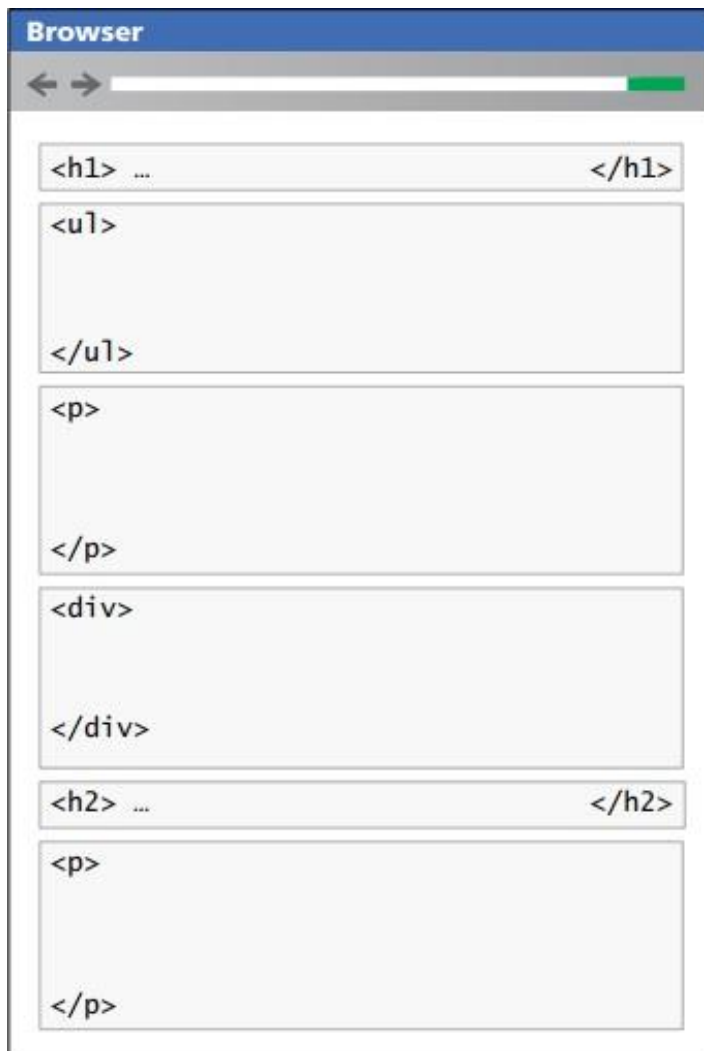 Browser
<h1> … </h1>
<ul>
</ul>
<p>
</p>
<div>
</div>
<h2> … </h2>
<p>
</p>